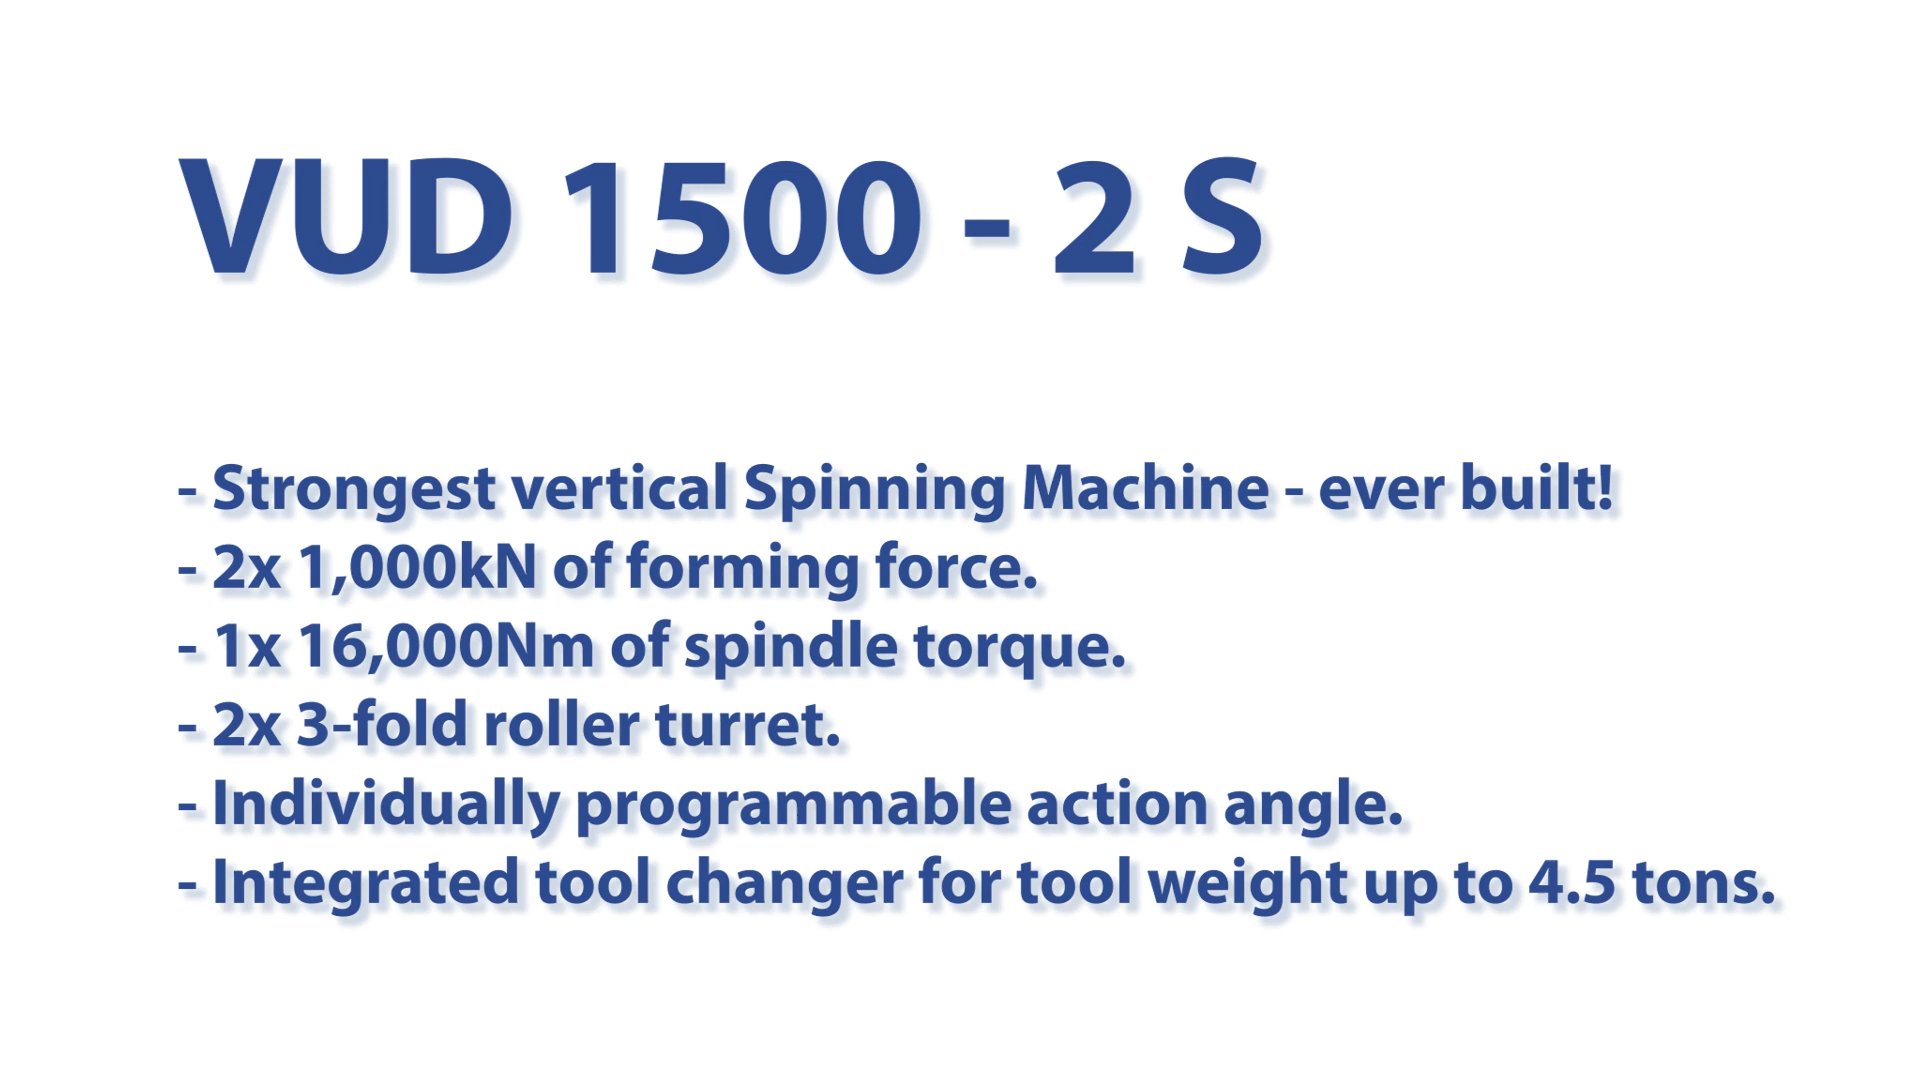 VUD 1500 - 2 S
- Strongest vertical Spinning Machine - ever built!
- 2x 1,000kN of forming force.
- 1x 16,000Nm of spindle torque.
- 2x 3-fold roller turret.
- Individually programmable action angle.
- Integrated tool changer for tool weight up to 4.5 tons.